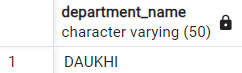 department_name
character varying (50)
1 DAUKHI